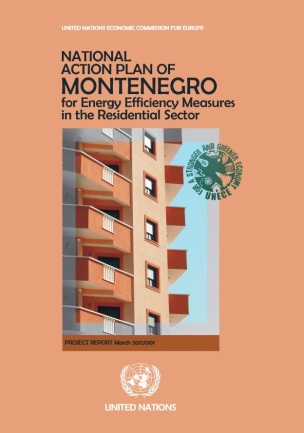 UNITED NATIONS ECONOMIC COMMISSION FOR EUROPE
NATIONAL
ACTION PLAN OF
MONTENEGRO
for Energy Efficiency Measures
in the Residential Sector
FOR A STRONGER AND GREENER ECONOMY
UNECE
PROJECT REPORT March 2012/001
UNITED NATIONS